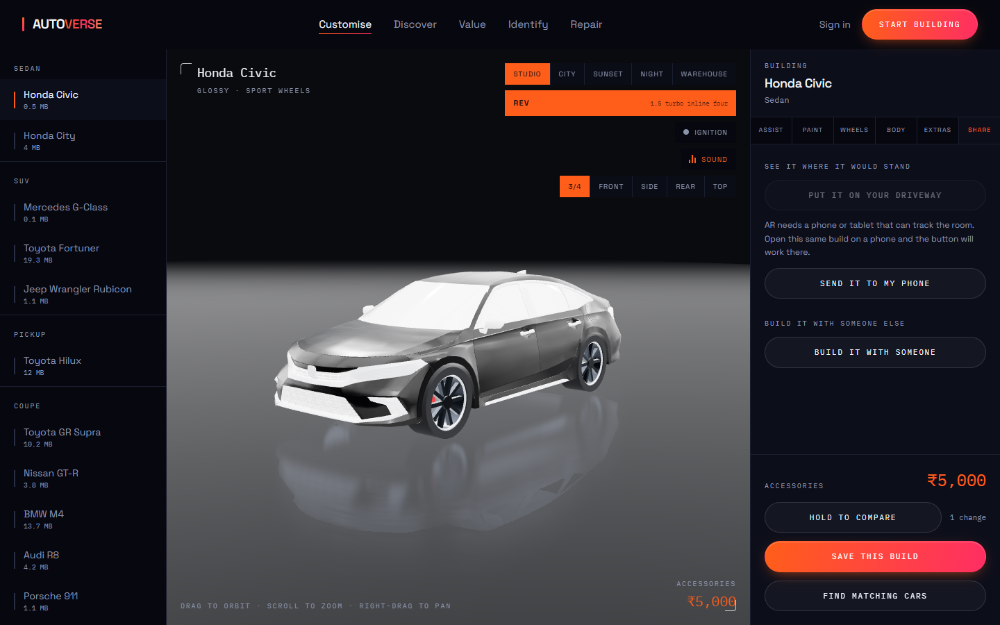 AUTOVERSE
Customise
Discover
Value
Identify
Repair
Sign in
START BUILDING
SEDAN
Honda Civic
0.5 MB
Honda City
4 MB
SUV
Mercedes G-Class
0.1 MB
Toyota Fortuner
19.3 MB
Jeep Wrangler Rubicon
1.1 MB
PICKUP
Toyota Hilux
12 MB
COUPE
Toyota GR Supra
10.2 MB
Nissan GT-R
3.8 MB
BMW M4
13.7 MB
Audi R8
4.2 MB
Porsche 911
1.1 MB
Honda Civic
GLOSSY · SPORT WHEELS
STUDIO
CITY
SUNSET
NIGHT
WAREHOUSE
REV
1.5 turbo inline four
IGNITION
SOUND
3/4
FRONT
SIDE
REAR
TOP
DRAG TO ORBIT · SCROLL TO ZOOM · RIGHT-DRAG TO PAN
ACCESSORIES
₹5,000
BUILDING
Honda Civic
Sedan
ASSIST
PAINT
WHEELS
BODY
EXTRAS
SHARE
SEE IT WHERE IT WOULD STAND
PUT IT ON YOUR DRIVEWAY
AR needs a phone or tablet that can track the room.
Open this same build on a phone and the button will
work there.
SEND IT TO MY PHONE
BUILD IT WITH SOMEONE ELSE
BUILD IT WITH SOMEONE
ACCESSORIES
₹5,000
HOLD TO COMPARE
1 change
SAVE THIS BUILD
FIND MATCHING CARS